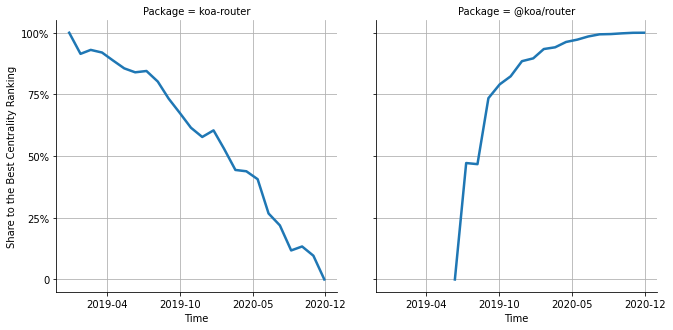 Package = koa-router
Package = @koa/router
Share to the Best Centrality Ranking
100%
75%
50%
25%
0
2019-04
2019-10
2020-05
2020-12
Time
2019-04
2019-10
2020-05
2020-12
Time